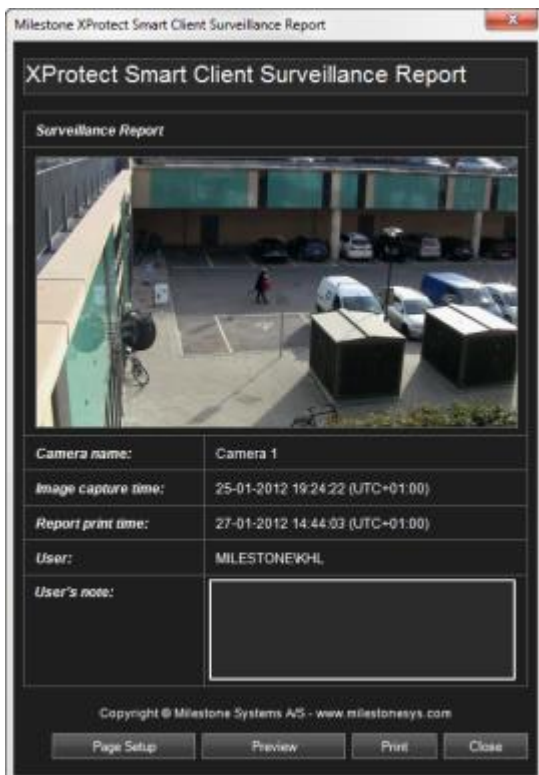 Milestone XProtect Smart Client Surveillance Report
XProtect Smart Client Surveillance Report
Surveillance Report
Camera name: Camera 1
Image capture time: 25-01-2012 19:24:22 (UTC+01:00)
Report print time: 27-01-2012 14:44:03 (UTC+01:00)
User: MILESTONE\KHL
User's note:
Copyright © Milestone Systems A/S - www.milestonesys.com
Page Setup Preview Print Close